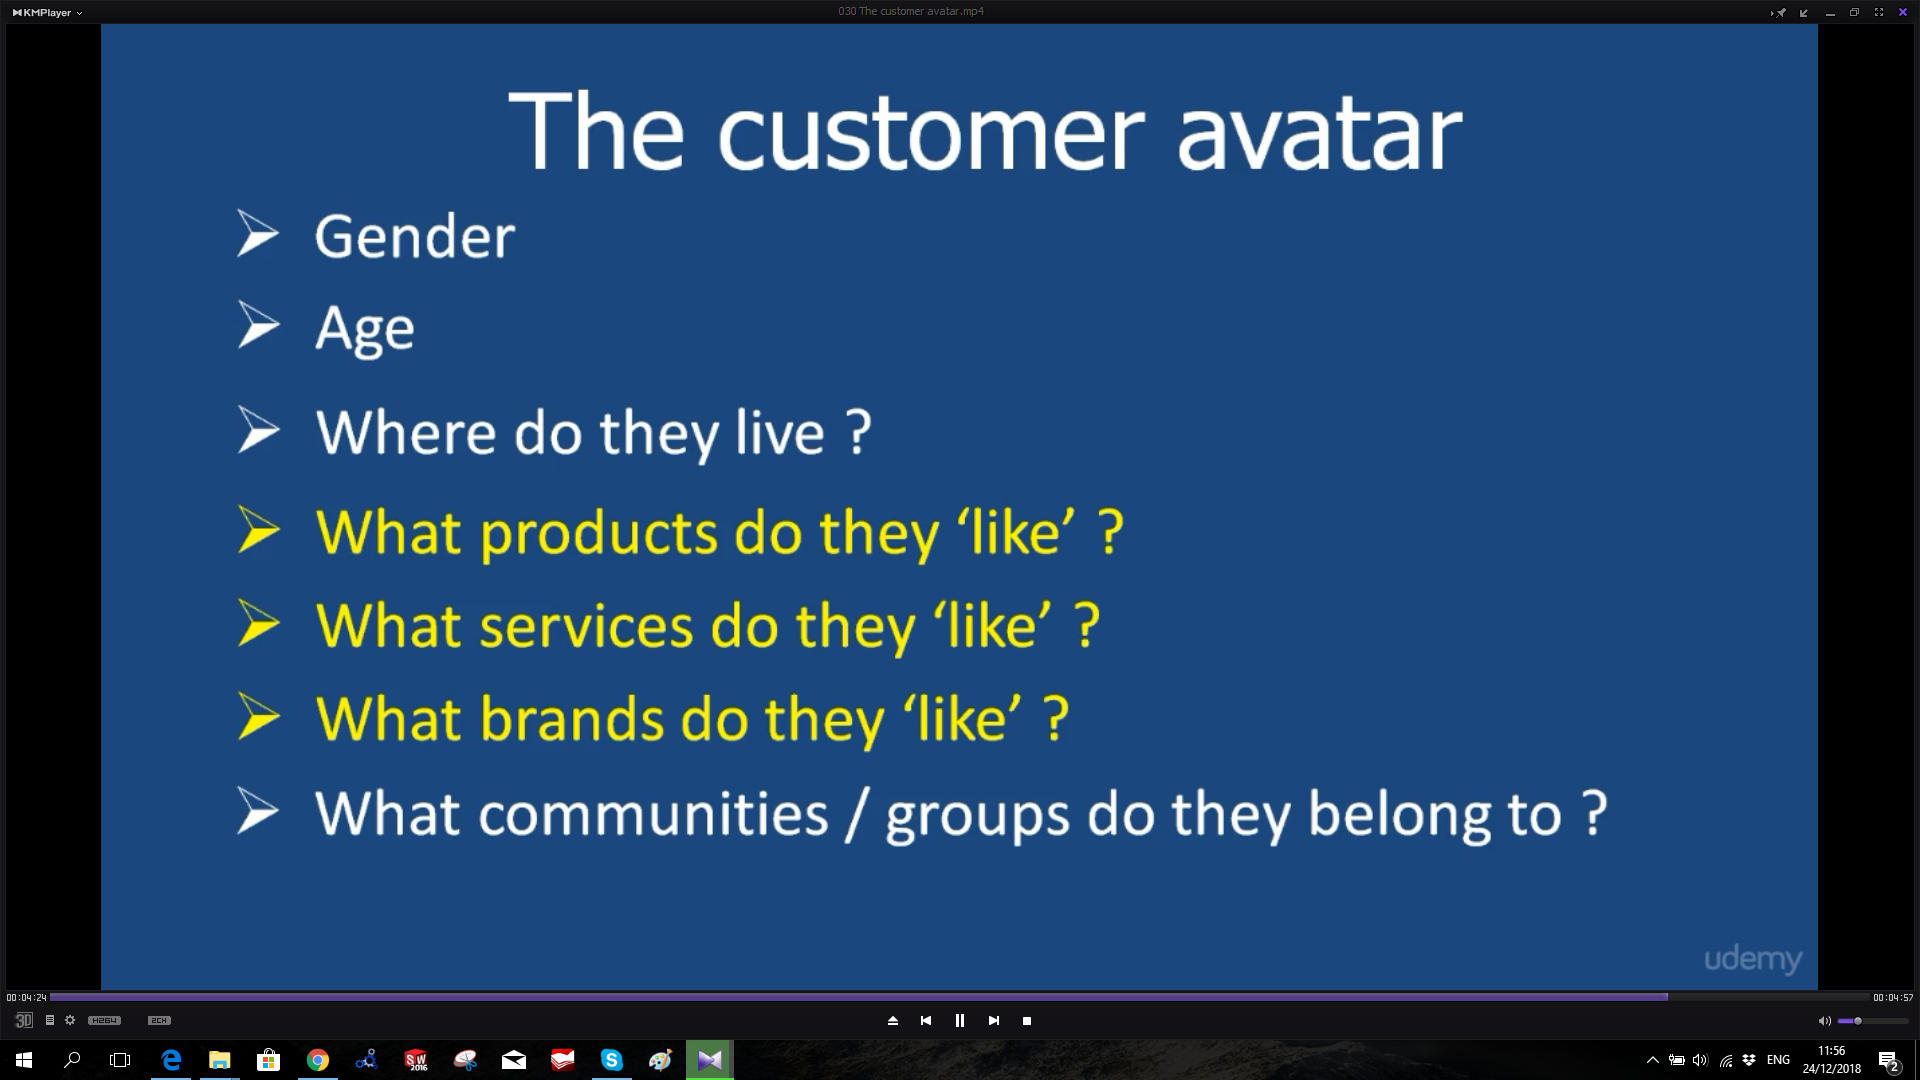 KMPlayer
030 The customer avatar.mp4
The customer avatar
Gender
Age
Where do they live ?
What products do they ‘like’ ?
What services do they ‘like’ ?
What brands do they ‘like’ ?
What communities / groups do they belong to ?
udemy
00:04:24
00:04:57
3D
H264
2CH
SW
2016
S
ENG
11:56
24/12/2018
2